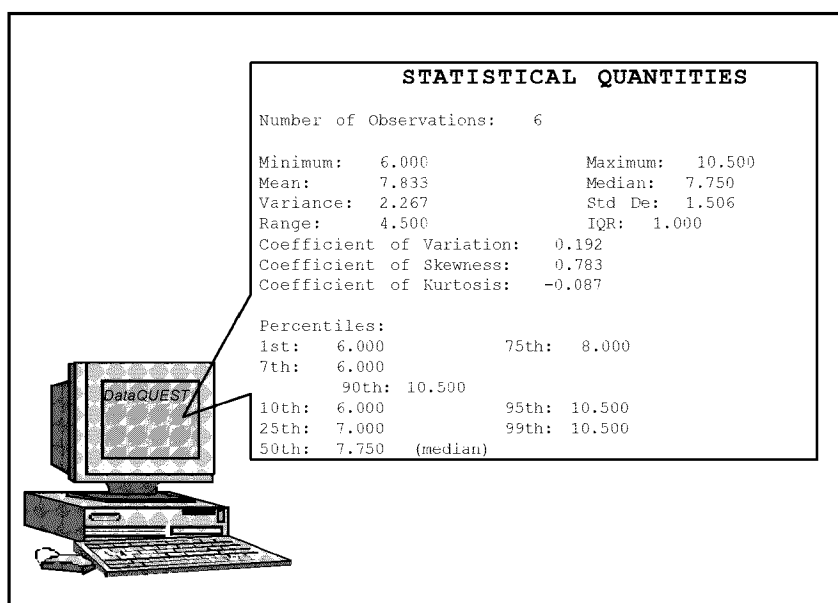 STATISTICAL QUANTITIES
Number of Observations: 6
Minimum: 6.000 Maximum: 10.500
Mean: 7.833 Median: 7.750
Variance: 2.267 Std De: 1.506
Range: 4.500 IQR: 1.000
Coefficient of Variation: 0.192
Coefficient of Skewness: 0.783
Coefficient of Kurtosis: -0.087
Percentiles:
1st: 6.000 75th: 8.000
7th: 6.000
90th: 10.500
10th: 6.000 95th: 10.500
25th: 7.000 99th: 10.500
50th: 7.750 (median)
DataQUEST